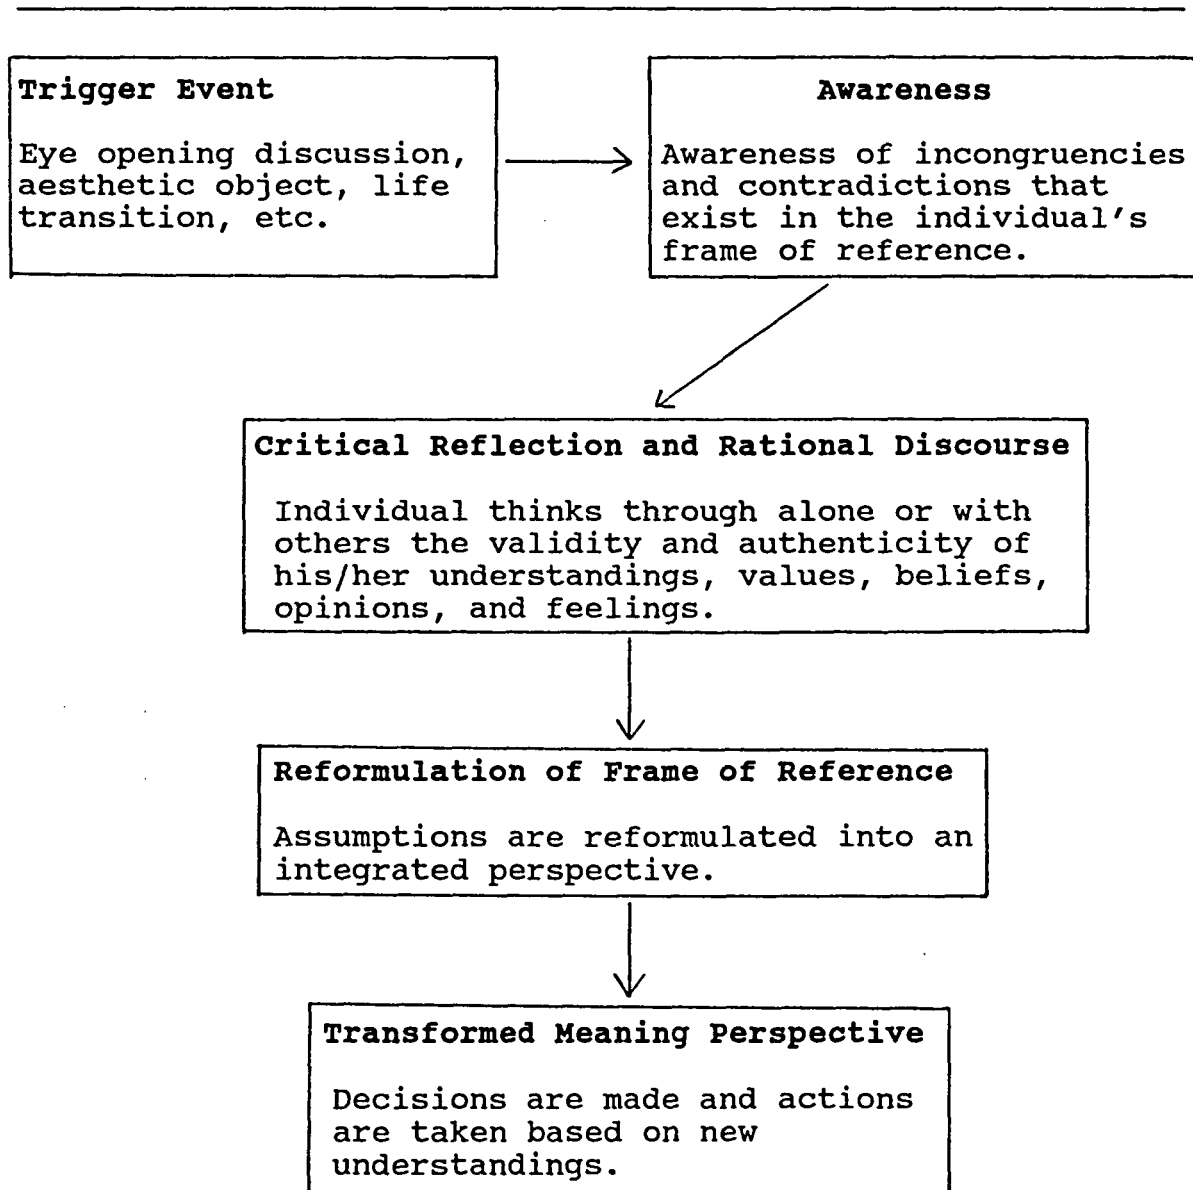 Trigger Event
Eye opening discussion,
aesthetic object, life
transition, etc.
Awareness
Awareness of incongruencies
and contradictions that
exist in the individual's
frame of reference.
Critical Reflection and Rational Discourse
Individual thinks through alone or with
others the validity and authenticity of
his/her understandings, values, beliefs,
opinions, and feelings.
Reformulation of Frame of Reference
Assumptions are reformulated into an
integrated perspective.
Transformed Meaning Perspective
Decisions are made and actions
are taken based on new
understandings.